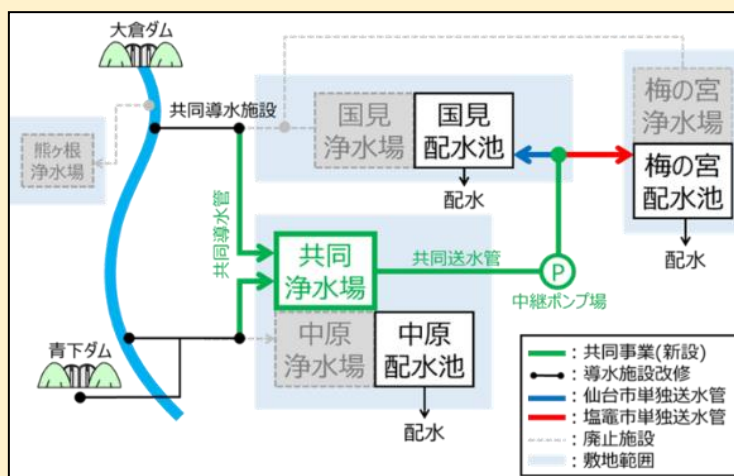 大倉ダム
共同導水施設
熊ヶ根
浄水場
国見
浄水場
国見
配水池
配水
梅の宮
浄水場
梅の宮
配水池
配水
共同導水管
共同
浄水場
共同送水管
P
中継ポンプ場
中原
浄水場
中原
配水池
配水
青下ダム
:共同事業(新設)
:導水施設改修
:仙台市単独送水管
:塩竈市単独送水管
:廃止施設
:敷地範囲